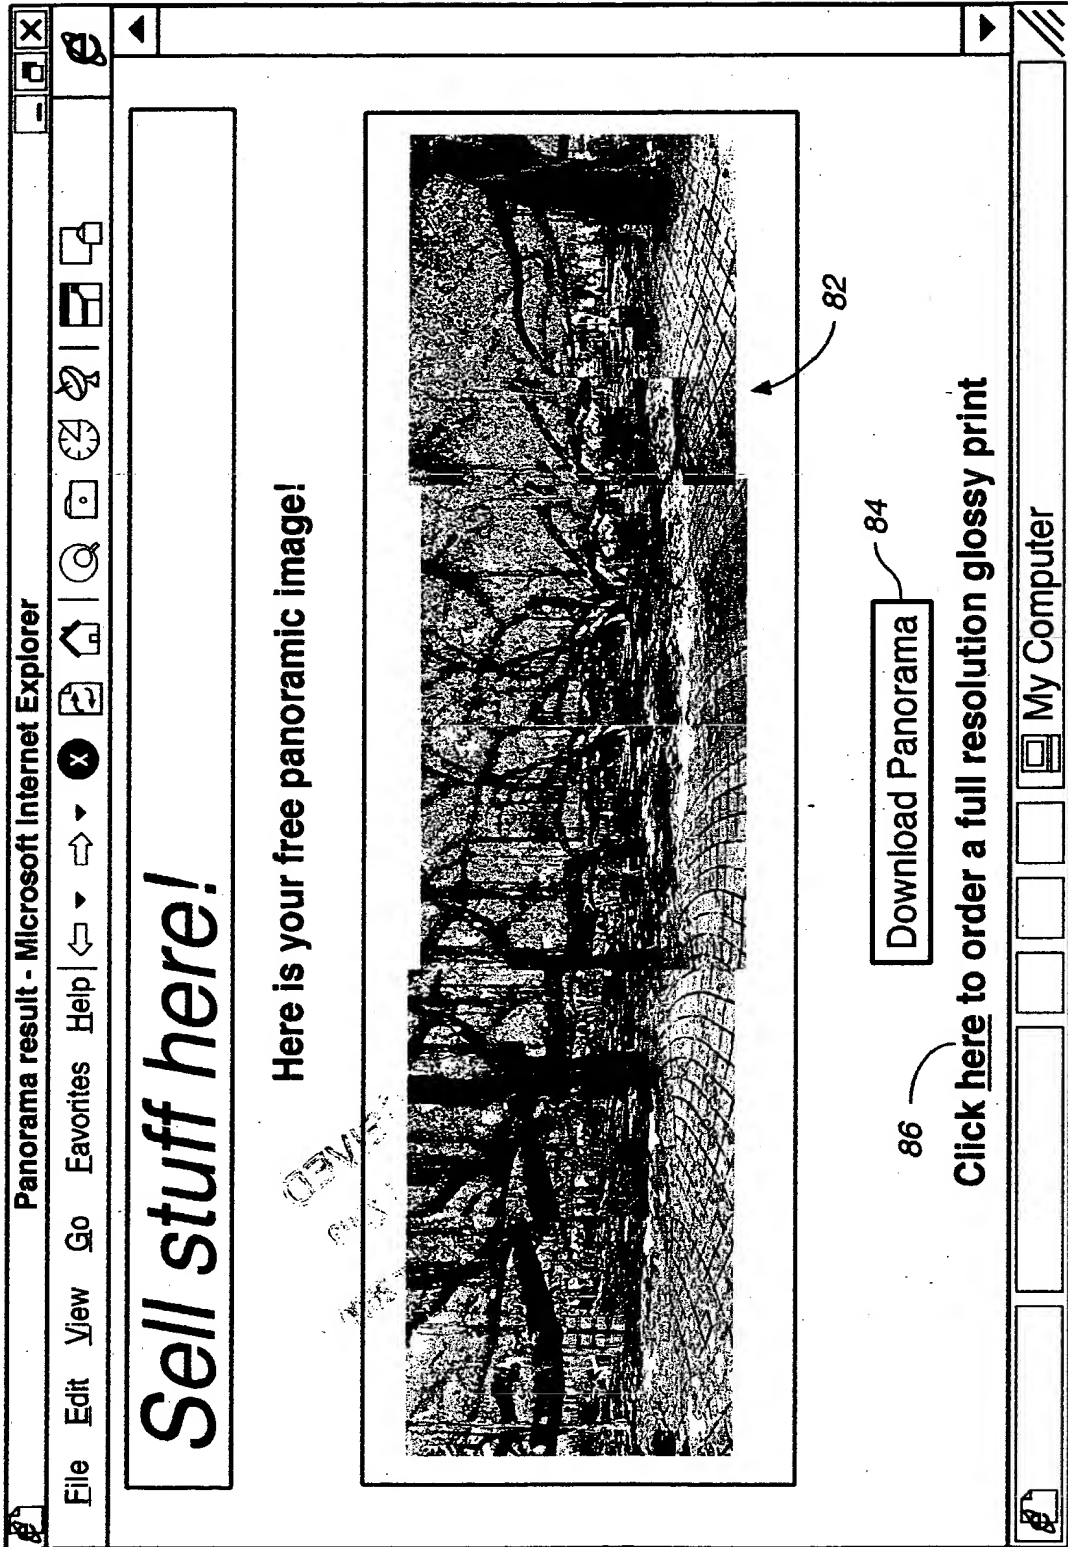 Panorama result - Microsoft Internet Explorer
File Edit View Go Favorites Help
Sell stuff here!
Here is your free panoramic image!
82
Download Panorama
84
86
Click here to order a full resolution glossy print
My Computer